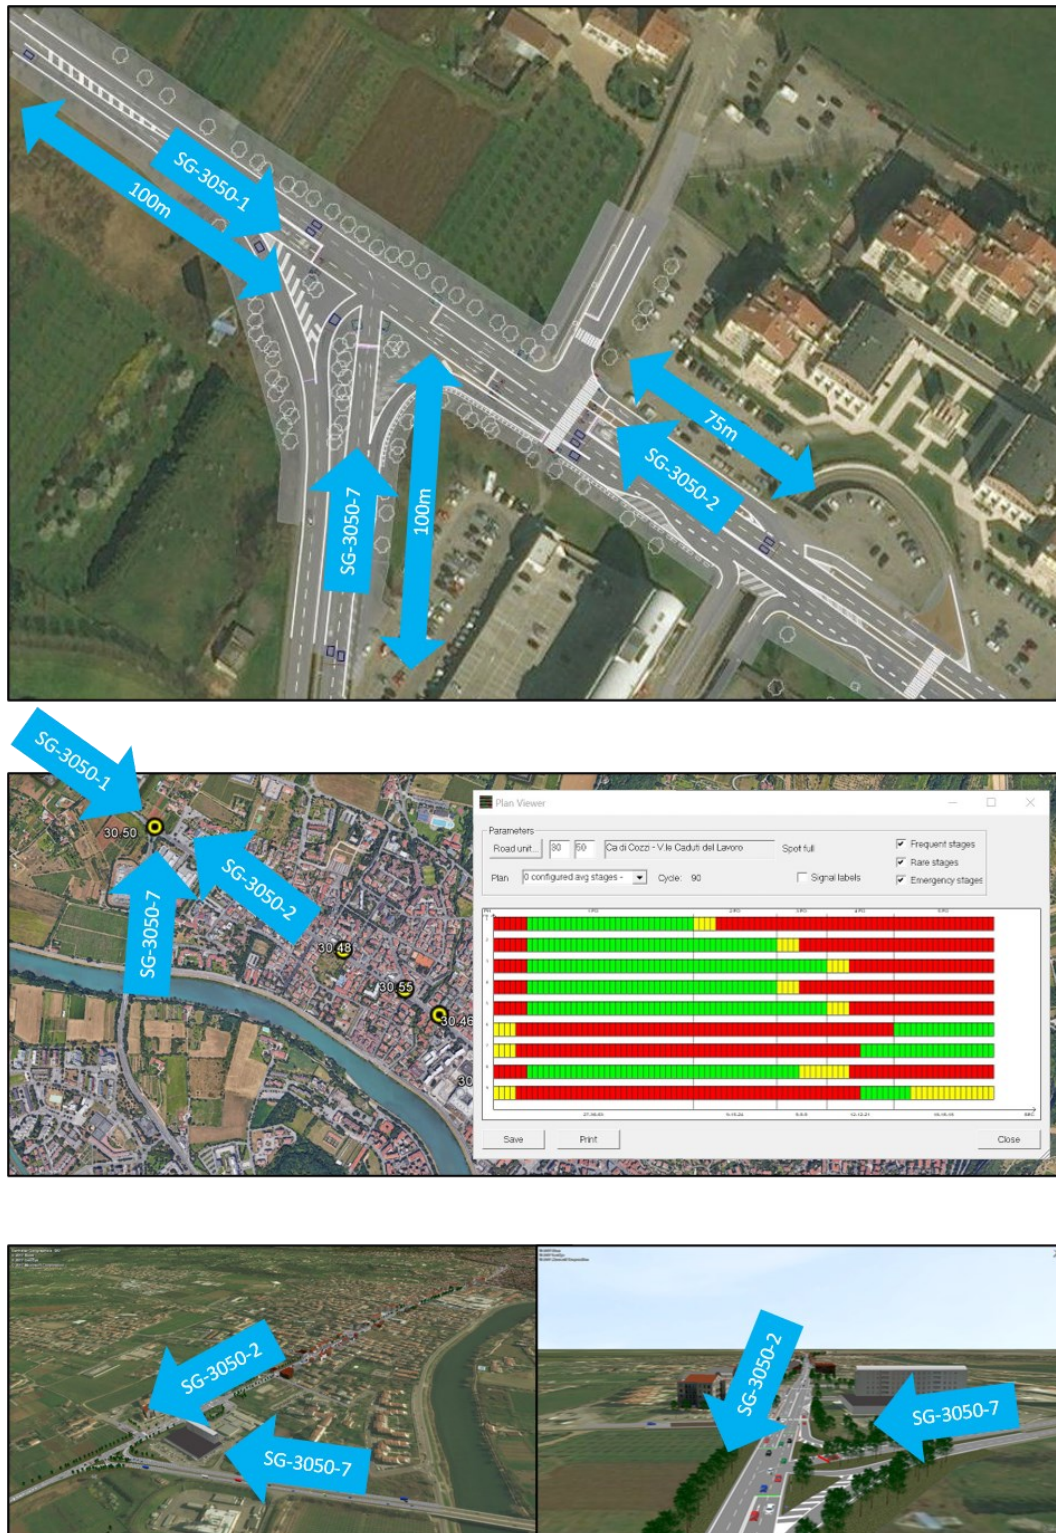 SG-3050-1
100m
75m
SG-3050-2
SG-3050-7
100m
SG-3050-1
30.50
SG-3050-2
SG-3050-7
30.48
30.55
30.46
30
Plan Viewer
Parameters
Road unit... 30 50 Ca di Cozzi - V.le Caduti del Lavoro Spot full
Frequent stages
Rare stages
Plan 0 configured avg stages - Cycle: 90 Signal labels Emergency stages
Save Print Close
SG-3050-2
SG-3050-7
SG-3050-2
SG-3050-7